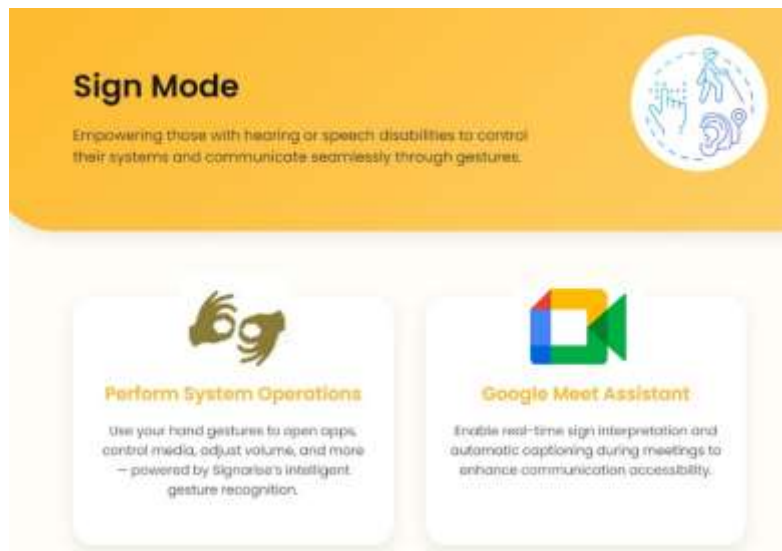 Sign Mode
Empowering those with hearing or speech disabilities to control
their systems and communicate seamlessly through gestures.
Perform System Operations
Use your hand gestures to open apps,
control media, adjust volume, and more
— powered by Signarise's intelligent
gesture recognition.
Google Meet Assistant
Enable real-time sign interpretation and
automatic captioning during meetings to
enhance communication accessibility.